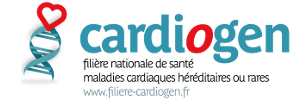 cardiogen
filière nationale de santé
maladies cardiaques héréditaires ou rares
www.filiere-cardiogen.fr